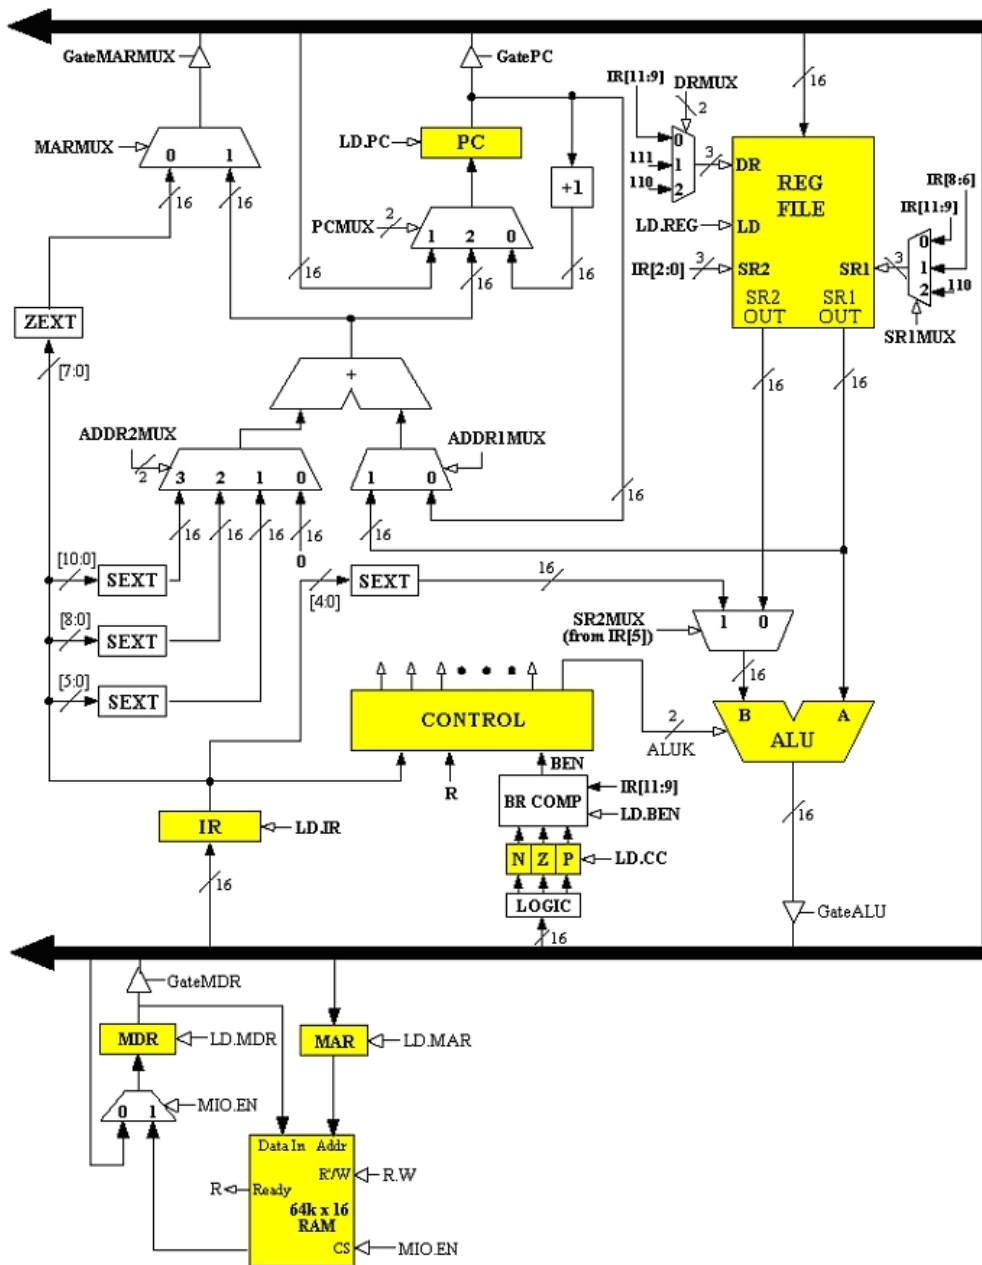 GateMARMUX
GatePC
16
IR[11:9]
DRMUX
2
MARMUX
0 1
LD.PC
PC
0
111 1
110 2
3
DR
REG
FILE
IR[8:6]
IR[11:9]
16
16
+1
PCMUX
2
1 2 0
LD.REG
LD
0
1
2
110
3
SR1
IR[2:0]
3
SR2
16
16
16
SR2
OUT
SR1
OUT
SR1MUX
ZEXT
[7:0]
+
16
16
ADDR2MUX
2
3 2 1 0
ADDR1MUX
1 0
16
16
16
16
16
0
16
[10:0]
SEXT
[4:0]
SEXT
16
[8:0]
SEXT
SR2MUX
(from IR[5])
1 0
16
[5:0]
SEXT
CONTROL
2
ALUK
B A
ALU
R
BEN
BR COMP
IR[11:9]
LD.BEN
16
IR
LD.IR
N Z P
LD.CC
16
LOGIC
16
GateALU
GateMDR
MDR
LD.MDR
MAR
LD.MAR
0 1
MIO.EN
Data In Addr
R'/W
R.W
R
Ready
64k x 16
RAM
CS
MIO.EN